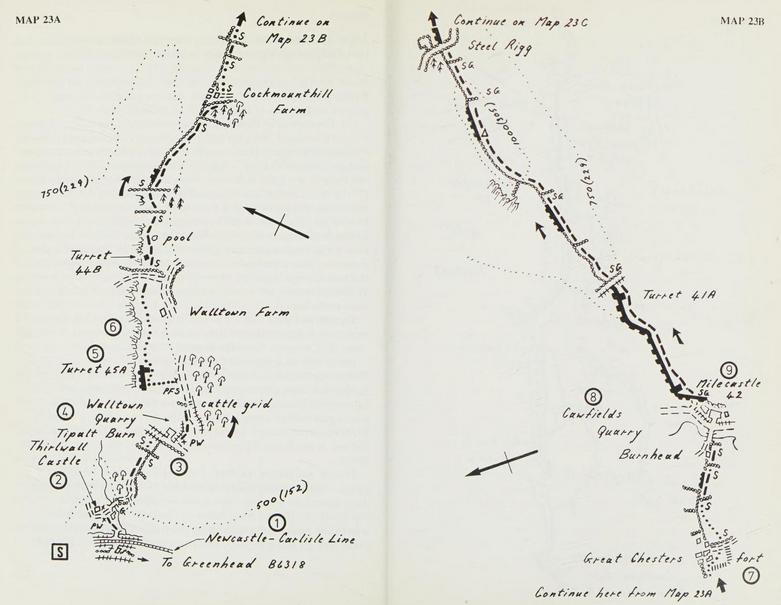 MAP 23A
Continue on
Map 23B
S
S
S
Cockmounthill
Farm
S
750(229)
S
W
S
pool
Turret
44B
S
Walltown Farm
6
5
Turret 45A
PFS
4
Walltown
Quarry
cattle grid
Tipalt Burn
Thirlwall
Castle
PW
S
S
3
2
G
500(152)
PW
1
Newcastle-Carlisle Line
S
To Greenhead B6318
MAP 23B
Continue on Map 23C
Steel Rigg
SG
SG
1000(305)
750(229)
SG
SG
Turret 41A
9
Milecastle
42
SG
8
Cawfields
Quarry
Burnhead
S
S
S
Great Chesters fort
7
Continue here from Map 23A